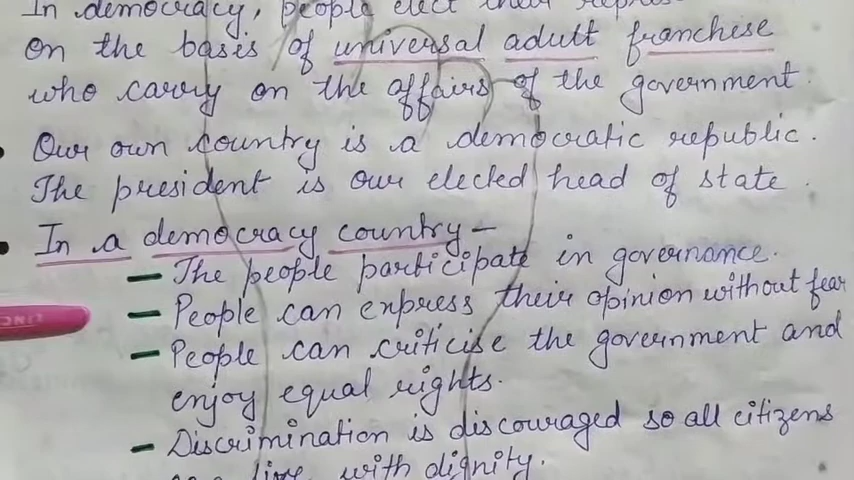 In democracy, people elect their
on the basis of universal adult franchise
who carry on the affairs of the government.
Our own country is a democratic republic.
The president is our elected head of state.
In a democracy country -
- The people participate in governance.
- People can express their opinion without fear
- People can criticise the government and
enjoy equal rights.
- Discrimination is discouraged so all citizens
live with dignity.